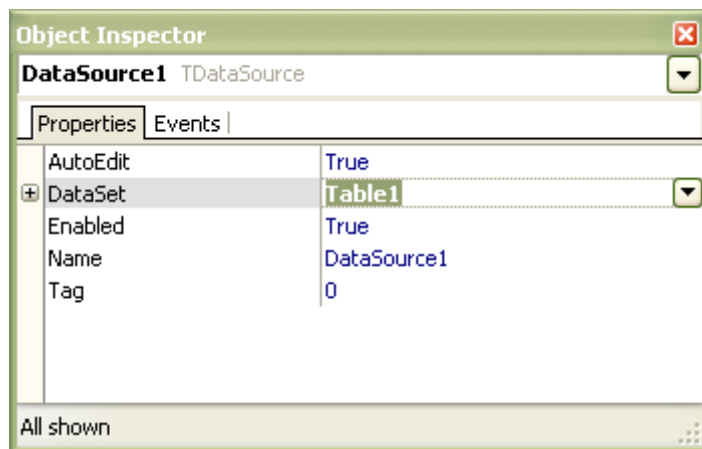 Object Inspector
DataSource1 TDataSource
Properties Events
AutoEdit True
DataSet Table1
Enabled True
Name DataSource1
Tag 0
All shown